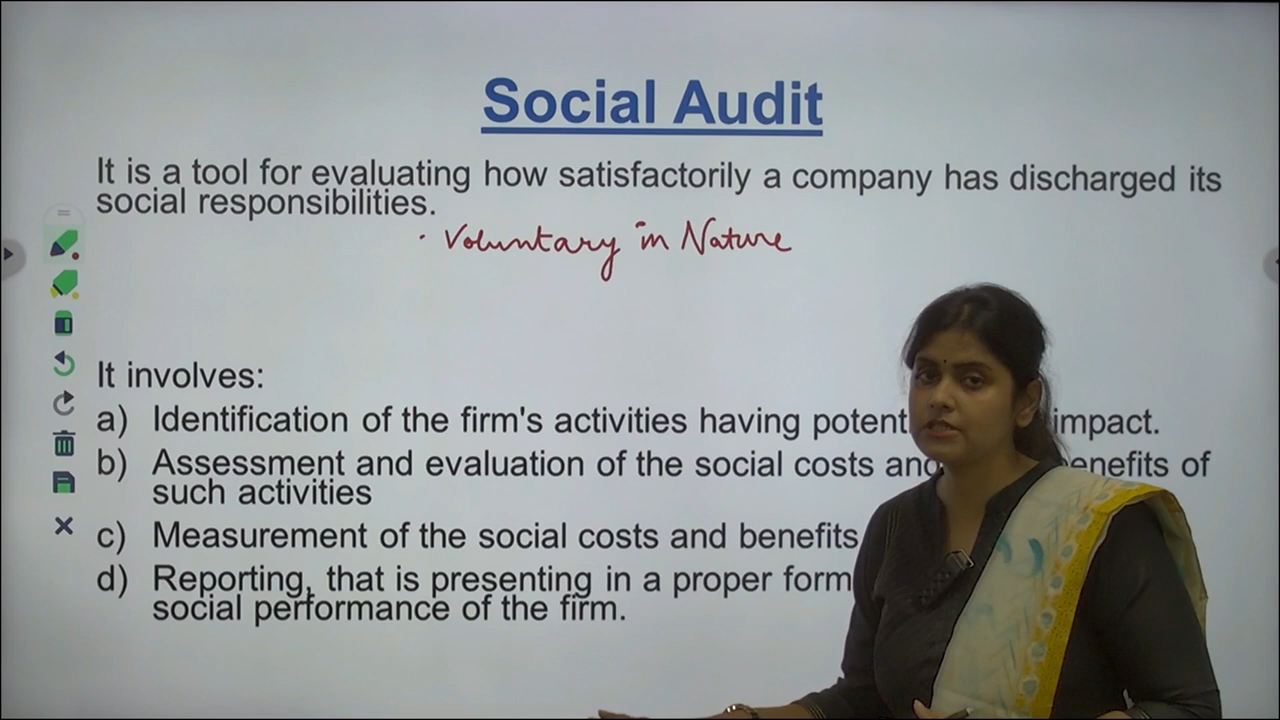 Social Audit
It is a tool for evaluating how satisfactorily a company has discharged its
social responsibilities.
· Voluntary in Nature
It involves:
a) Identification of the firm's activities having potent impact.
b) Assessment and evaluation of the social costs and enefits of
such activities
c) Measurement of the social costs and benefits
d) Reporting, that is presenting in a proper form
social performance of the firm.